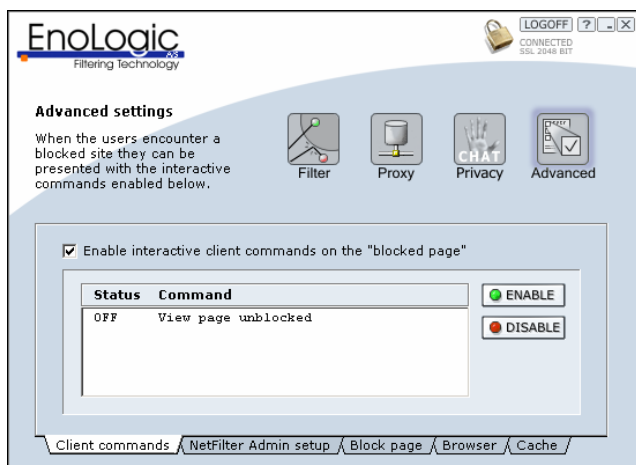 EnoLogic A/S
Filtering Technology
LOGOFF ? _ X
CONNECTED
SSL 2048 BIT
Advanced settings
When the users encounter a
blocked site they can be
presented with the interactive
commands enabled below.
Filter
Proxy
CHAT
Privacy
Advanced
Enable interactive client commands on the "blocked page"
Status Command
OFF View page unblocked
ENABLE
DISABLE
Client commands NetFilter Admin setup Block page Browser Cache